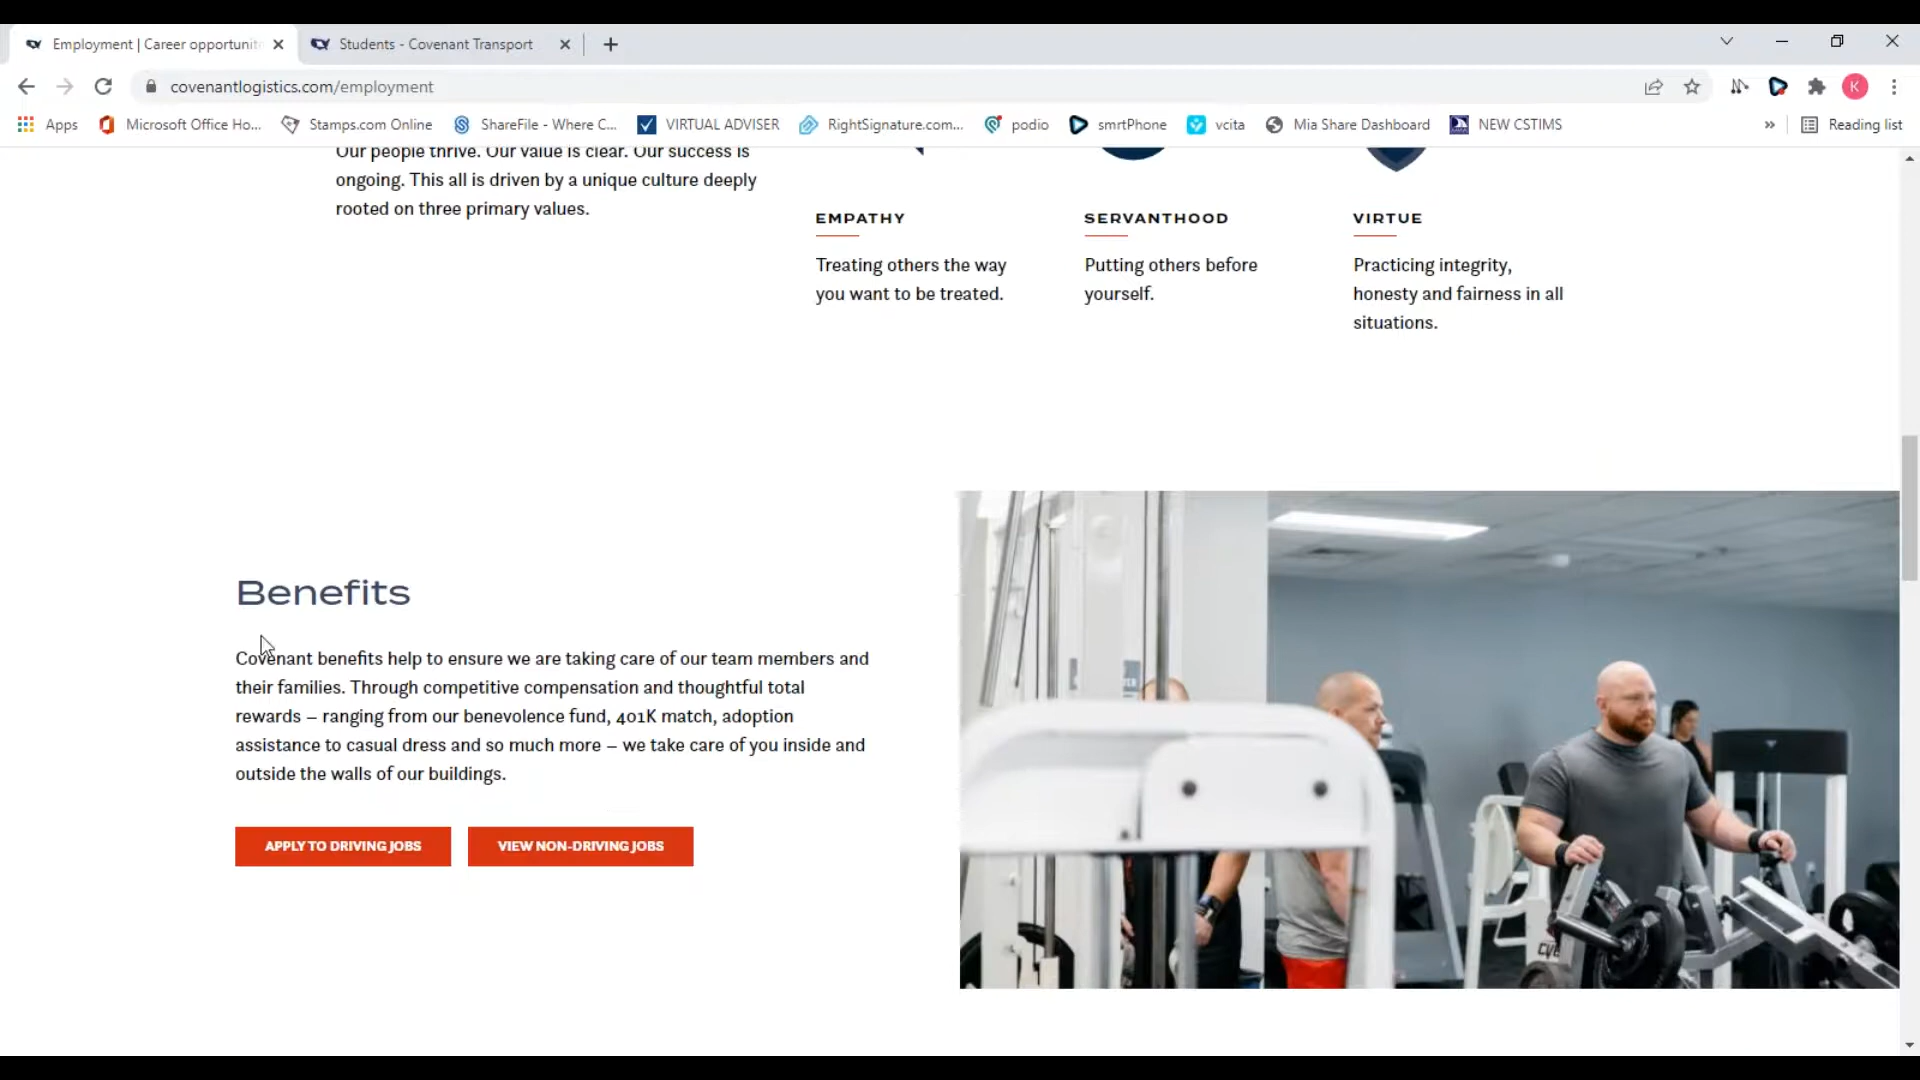 Employment | Career opportunit
Students - Covenant Transport
covenantlogistics.com/employment
K
Apps
Microsoft Office Ho...
Stamps.com Online
ShareFile - Where C...
VIRTUAL ADVISER
RightSignature.com...
podio
smrtPhone
vcita
Mia Share Dashboard
NEW CSTIMS
»
Reading list
Our people thrive. Our value is clear. Our success is
ongoing. This all is driven by a unique culture deeply
rooted on three primary values.
EMPATHY
Treating others the way
you want to be treated.
SERVANTHOOD
Putting others before
yourself.
VIRTUE
Practicing integrity,
honesty and fairness in all
situations.
Benefits
Covenant benefits help to ensure we are taking care of our team members and
their families. Through competitive compensation and thoughtful total
rewards – ranging from our benevolence fund, 401K match, adoption
assistance to casual dress and so much more – we take care of you inside and
outside the walls of our buildings.
APPLY TO DRIVING JOBS
VIEW NON-DRIVING JOBS